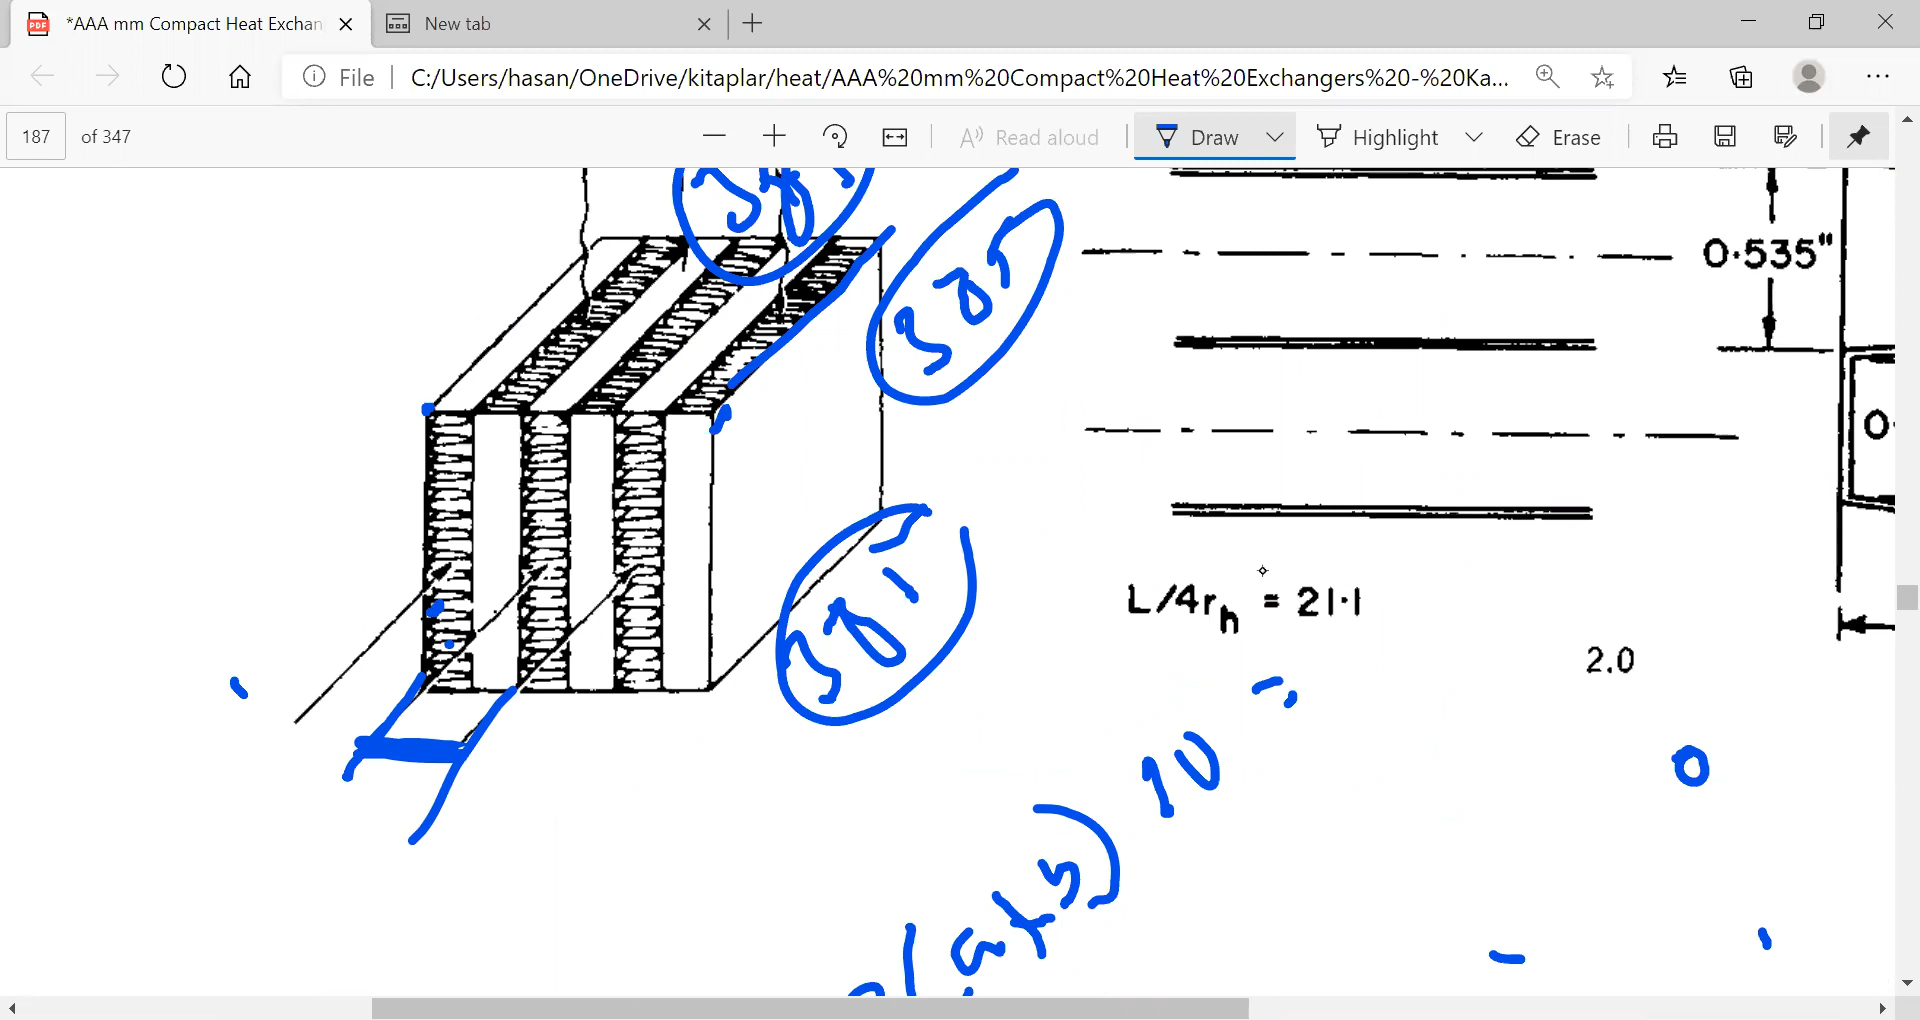 *AAA mm Compact Heat Exchan
New tab
File
C:/Users/hasan/OneDrive/kitaplar/heat/AAA%20mm%20Compact%20Heat%20Exchangers%20-%20Ka...
187 of 347
Read aloud
Draw
Highlight
Erase
0.535"
0.
L/4rh = 21.1
2.0
10